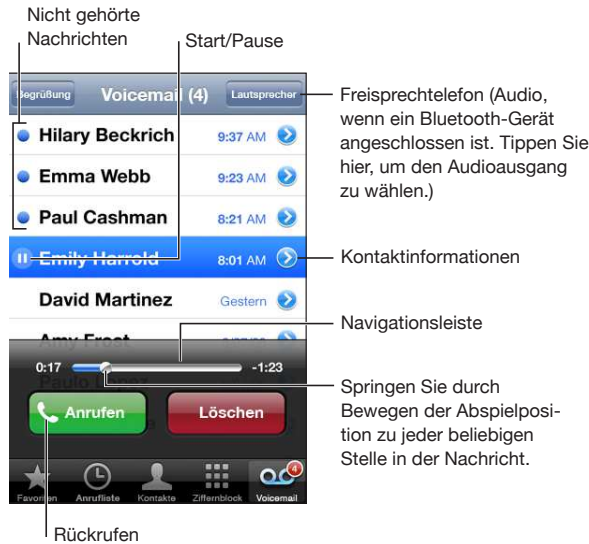 Nicht gehörte
Nachrichten
Start/Pause
Begrüßung
Voicemail (4)
Lautsprecher
Freisprechtelefon (Audio,
wenn ein Bluetooth-Gerät
angeschlossen ist. Tippen Sie
hier, um den Audioausgang
zu wählen.)
Hilary Beckrich 9:37 AM
Emma Webb 9:23 AM
Paul Cashman 8:21 AM
Emily Harrold 8:01 AM
Kontaktinformationen
David Martinez Gestern
Navigationsleiste
Amy Frost
0:17 -1:23
Paulo Lopez
Springen Sie durch
Bewegen der Abspielposi-
tion zu jeder beliebigen
Stelle in der Nachricht.
Anrufen Löschen
4
Favoriten Anrufliste Kontakte Ziffernblock Voicemail
Rückrufen